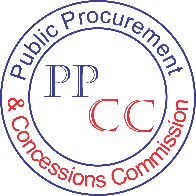 Public Procurement
PP
CC
& Concessions Commission